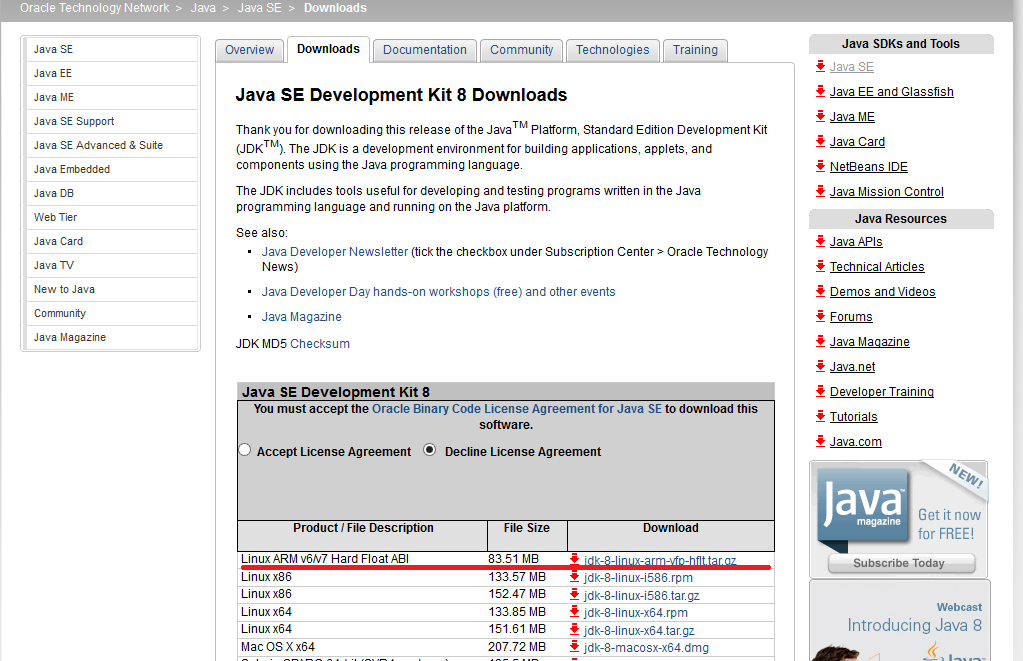 Oracle Technology Network > Java > Java SE > Downloads
Java SE
Java EE
Java ME
Java SE Support
Java SE Advanced & Suite
Java Embedded
Java DB
Web Tier
Java Card
Java TV
New to Java
Community
Java Magazine
Overview
Downloads
Documentation
Community
Technologies
Training
Java SE Development Kit 8 Downloads
Thank you for downloading this release of the Java™ Platform, Standard Edition Development Kit
(JDK™). The JDK is a development environment for building applications, applets, and
components using the Java programming language.
The JDK includes tools useful for developing and testing programs written in the Java
programming language and running on the Java platform.
See also:
Java Developer Newsletter (tick the checkbox under Subscription Center > Oracle Technology
News)
Java Developer Day hands-on workshops (free) and other events
Java Magazine
JDK MD5 Checksum
Java SE Development Kit 8
You must accept the Oracle Binary Code License Agreement for Java SE to download this
software.
Accept License Agreement Decline License Agreement
Product / File Description File Size Download
Linux ARM v6/v7 Hard Float ABI 83.51 MB jdk-8-linux-arm-vfp-hflt.tar.gz
Linux x86 133.57 MB jdk-8-linux-i586.rpm
Linux x86 152.47 MB jdk-8-linux-i586.tar.gz
Linux x64 133.85 MB jdk-8-linux-x64.rpm
Linux x64 151.61 MB jdk-8-linux-x64.tar.gz
Mac OS X x64 207.72 MB jdk-8-macosx-x64.dmg
Java SDKs and Tools
Java SE
Java EE and Glassfish
Java ME
Java Card
NetBeans IDE
Java Mission Control
Java Resources
Java APIs
Technical Articles
Demos and Videos
Forums
Java Magazine
Java.net
Developer Training
Tutorials
Java.com
NEW!
Java™
magazine
Get it now
for FREE!
Subscribe Today
Webcast
Introducing Java 8
Java